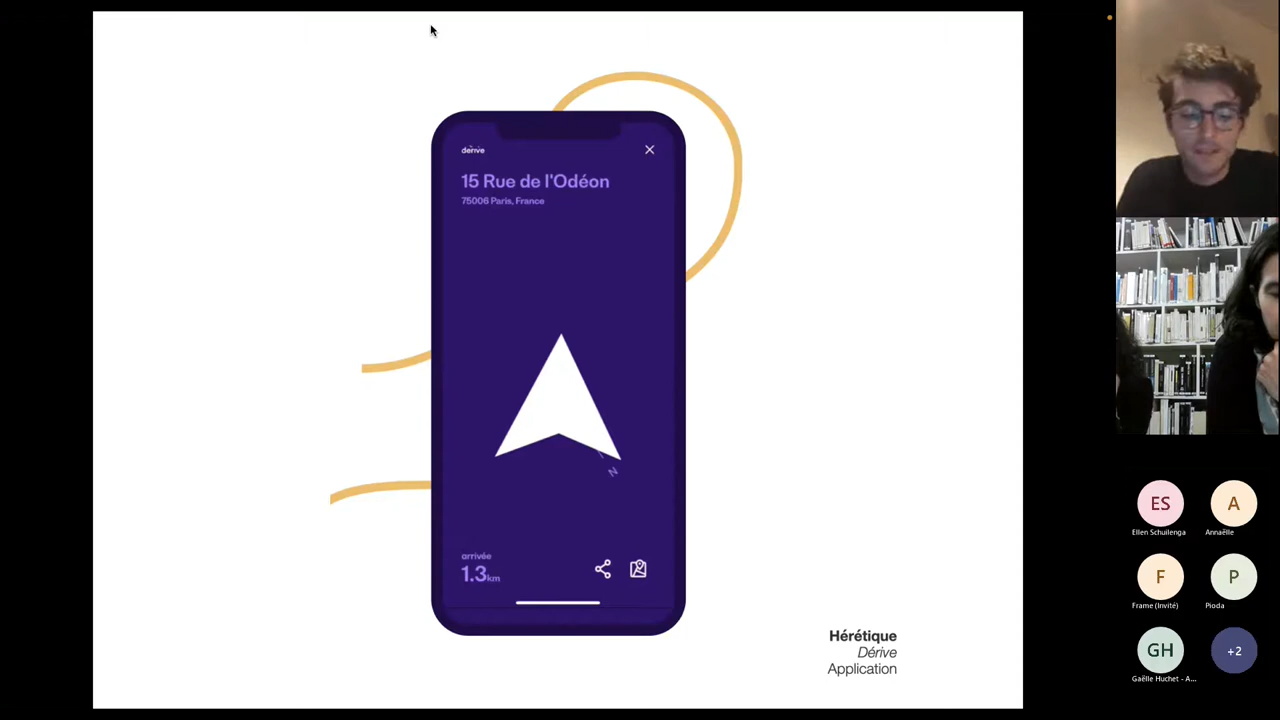 dérive
15 Rue de l'Odéon
75006 Paris, France
N
arrivée
1.3km
Hérétique
Dérive
Application
ES
A
Ellen Schuilenga
Annaëlle
F
P
Frame (Invité)
Pioda
GH
+2
Gaëlle Huchet - A...